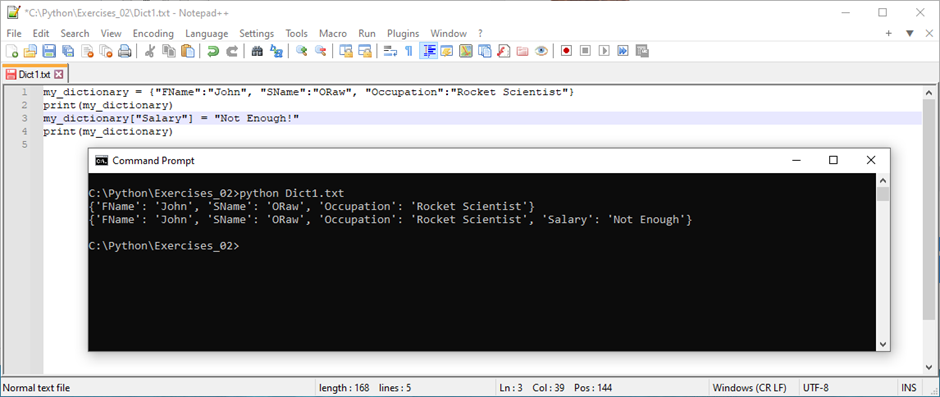 *C:\Python\Exercises_02\Dict1.txt - Notepad++
File Edit Search View Encoding Language Settings Tools Macro Run Plugins Window ?
+ ▼ X
Dict1.txt
1 my_dictionary = {"FName":"John", "SName":"ORaw", "Occupation":"Rocket Scientist"}
2 print(my_dictionary)
3 my_dictionary["Salary"] = "Not Enough!"
4 print(my_dictionary)
5
Command Prompt
C:\Python\Exercises_02>python Dict1.txt
{'FName': 'John', 'SName': 'ORaw', 'Occupation': 'Rocket Scientist'}
{'FName': 'John', 'SName': 'ORaw', 'Occupation': 'Rocket Scientist', 'Salary': 'Not Enough'}
C:\Python\Exercises_02>
Normal text file length : 168 lines : 5 Ln : 3 Col : 39 Pos : 144 Windows (CR LF) UTF-8 INS